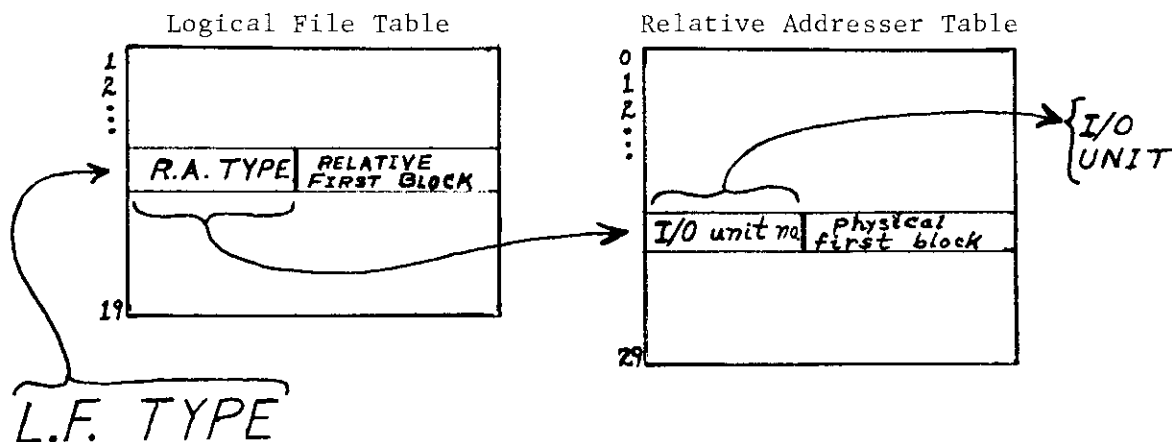 Logical File Table
Relative Addresser Table
1
2
R.A. TYPE
RELATIVE
FIRST BLOCK
19
0
1
2
I/O unit no.
physical
first block
29
I/O
UNIT
L.F. TYPE